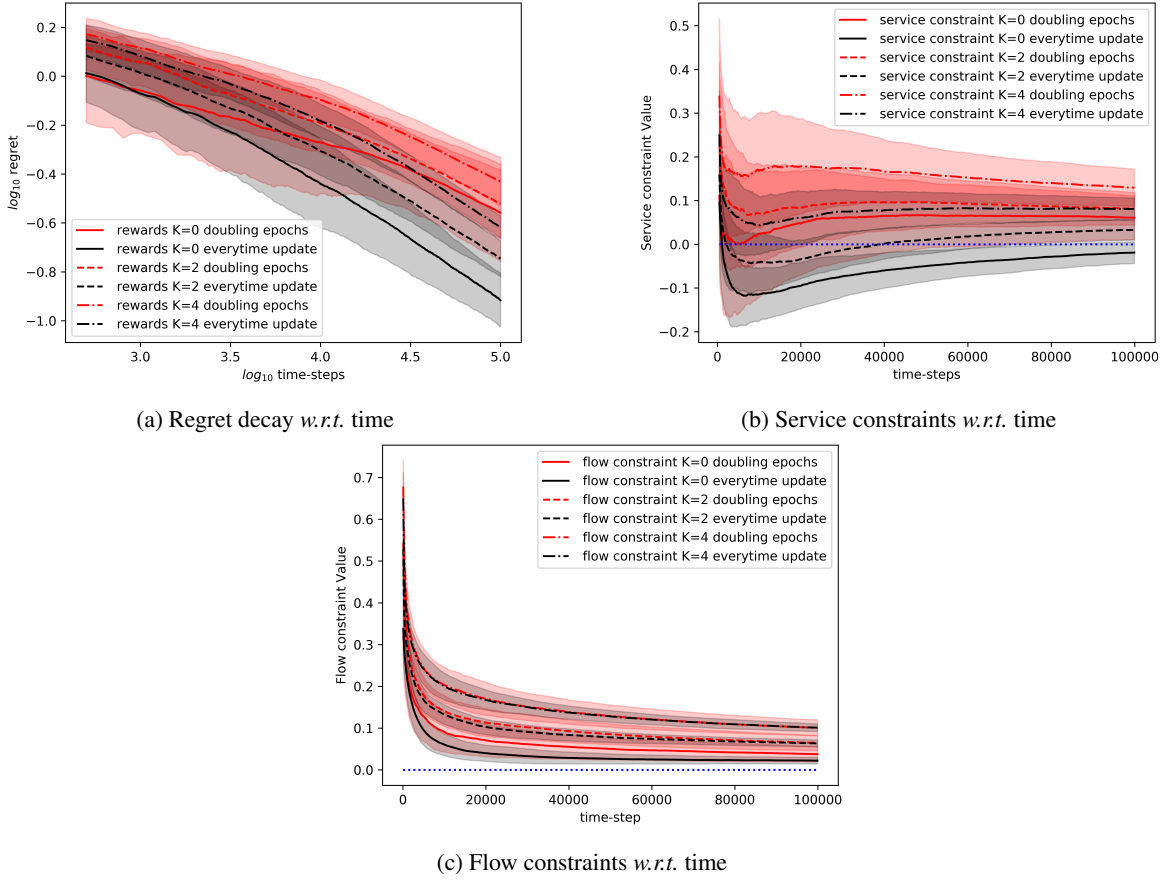 0.2
0.0
−0.2
−0.4
−0.6
−0.8
−1.0
log10 regret
rewards K=0 doubling epochs
rewards K=0 everytime update
rewards K=2 doubling epochs
rewards K=2 everytime update
rewards K=4 doubling epochs
rewards K=4 everytime update
3.0 3.5 4.0 4.5 5.0
log10 time-steps
(a) Regret decay w.r.t. time
0.5
0.4
0.3
0.2
0.1
0.0
−0.1
−0.2
Service constraint Value
service constraint K=0 doubling epochs
service constraint K=0 everytime update
service constraint K=2 doubling epochs
service constraint K=2 everytime update
service constraint K=4 doubling epochs
service constraint K=4 everytime update
0 20000 40000 60000 80000 100000
time-steps
(b) Service constraints w.r.t. time
0.7
0.6
0.5
0.4
0.3
0.2
0.1
0.0
Flow constraint Value
flow constraint K=0 doubling epochs
flow constraint K=0 everytime update
flow constraint K=2 doubling epochs
flow constraint K=2 everytime update
flow constraint K=4 doubling epochs
flow constraint K=4 everytime update
0 20000 40000 60000 80000 100000
time-step
(c) Flow constraints w.r.t. time